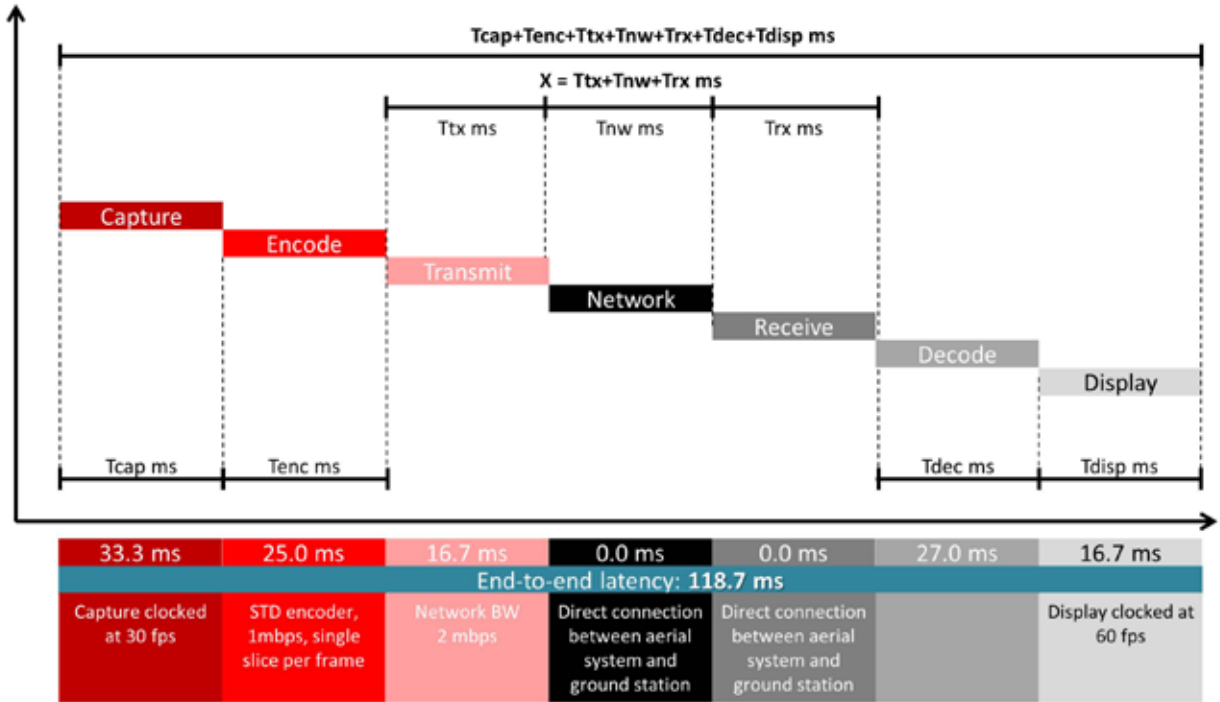 Tcap+Tenc+Ttx+Tnw+Trx+Tdec+Tdisp ms
X = Ttx+Tnw+Trx ms
Ttx ms
Tnw ms
Trx ms
Capture
Encode
Transmit
Network
Receive
Decode
Display
Tcap ms
Tenc ms
Tdec ms
Tdisp ms
33.3 ms
25.0 ms
16.7 ms
0.0 ms
0.0 ms
27.0 ms
16.7 ms
End-to-end latency: 118.7 ms
Capture clocked
at 30 fps
STD encoder,
1mbps, single
slice per frame
Network BW
2 mbps
Direct connection
between aerial
system and
ground station
Direct connection
between aerial
system and
ground station
Display clocked at
60 fps